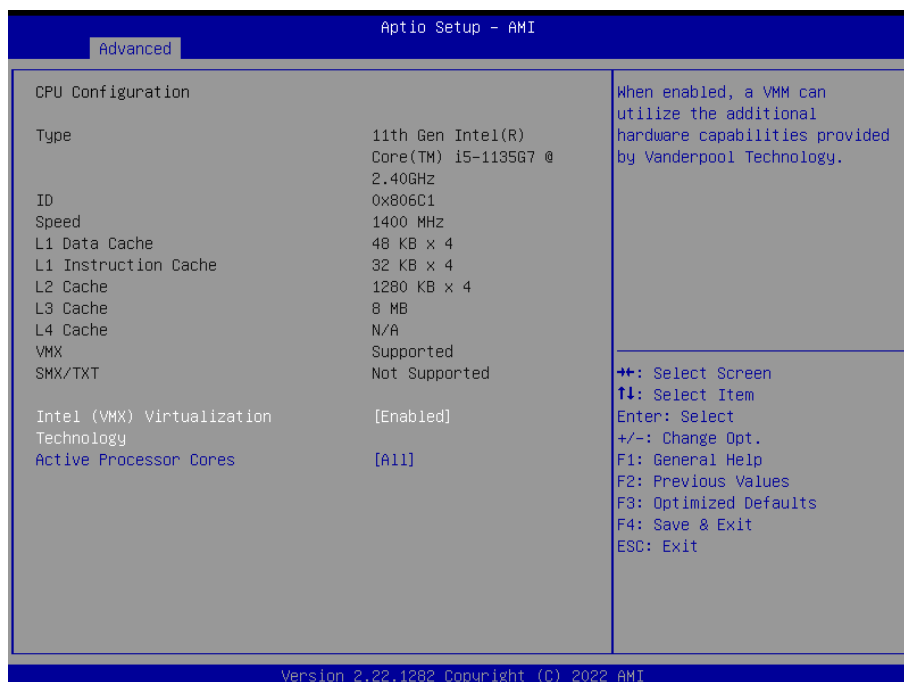 Aptio Setup – AMI
Advanced
CPU Configuration
Type 11th Gen Intel(R)
Core(TM) i5-1135G7 @
2.40GHz
ID 0x806C1
Speed 1400 MHz
L1 Data Cache 48 KB x 4
L1 Instruction Cache 32 KB x 4
L2 Cache 1280 KB x 4
L3 Cache 8 MB
L4 Cache N/A
VMX Supported
SMX/TXT Not Supported
Intel (VMX) Virtualization [Enabled]
Technology
Active Processor Cores [All]
When enabled, a VMM can
utilize the additional
hardware capabilities provided
by Vanderpool Technology.
→←: Select Screen
↑↓: Select Item
Enter: Select
+/-: Change Opt.
F1: General Help
F2: Previous Values
F3: Optimized Defaults
F4: Save & Exit
ESC: Exit
Version 2.22.1282 Copyright (C) 2022 AMI